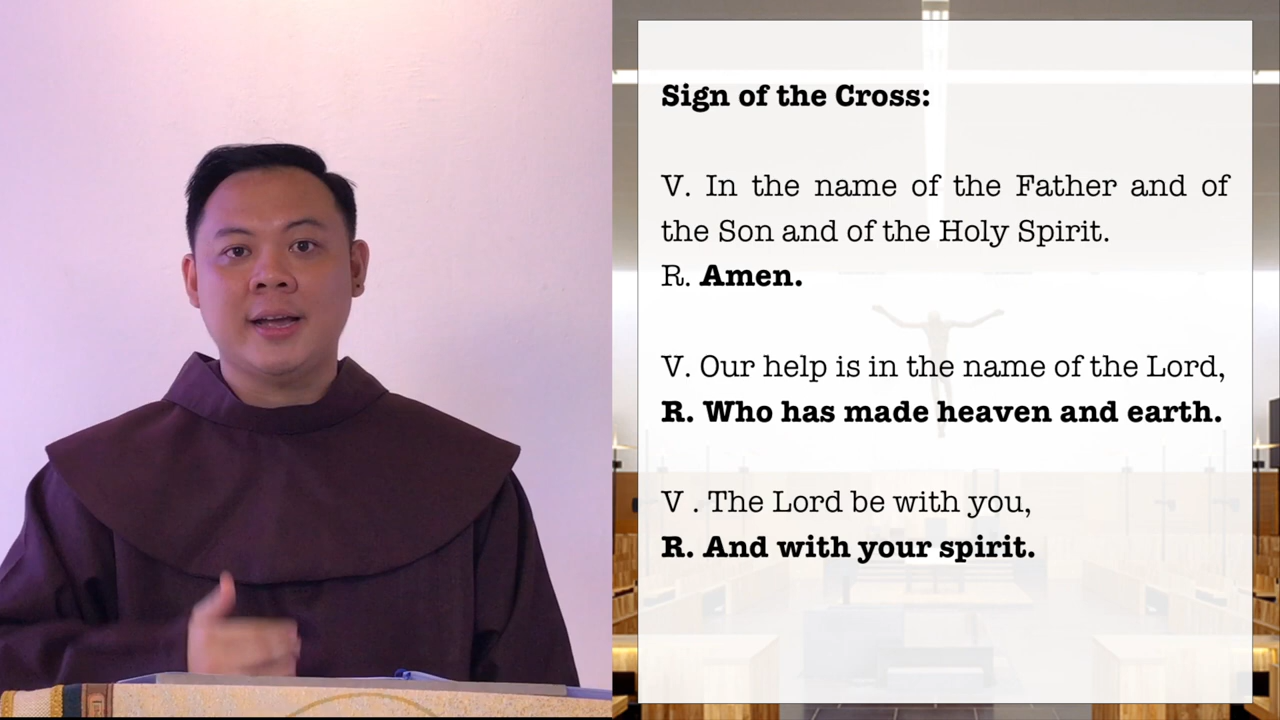 Sign of the Cross:
V. In the name of the Father and of
the Son and of the Holy Spirit.
R. Amen.
V. Our help is in the name of the Lord,
R. Who has made heaven and earth.
V . The Lord be with you,
R. And with your spirit.